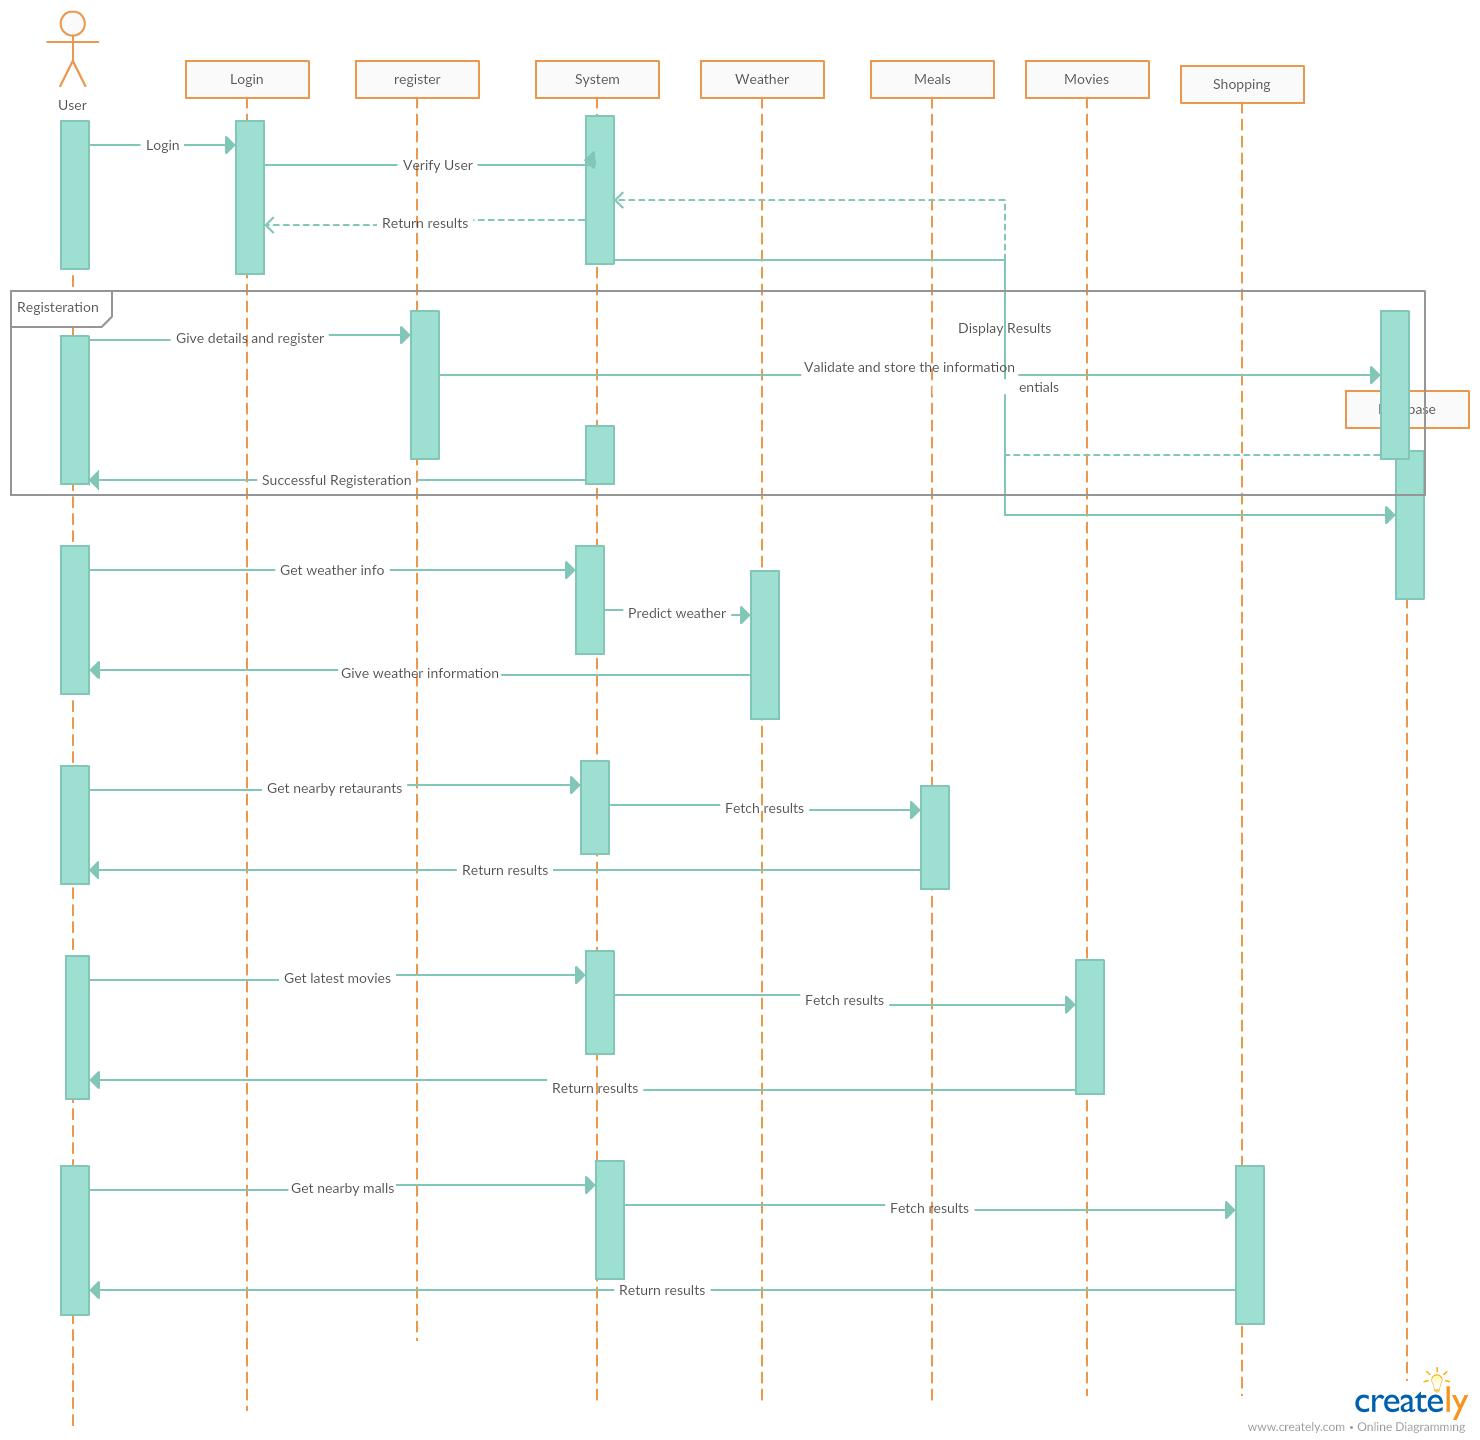 User
Login
register
System
Weather
Meals
Movies
Shopping
Login
Verify User
Return results
Registeration
Display Results
Give details and register
Validate and store the information
Successful Registeration
Get weather info
Predict weather
Give weather information
Get nearby retaurants
Fetch results
Return results
Get latest movies
Fetch results
Return results
Get nearby malls
Fetch results
Return results
creately
www.creately.com • Online Diagramming